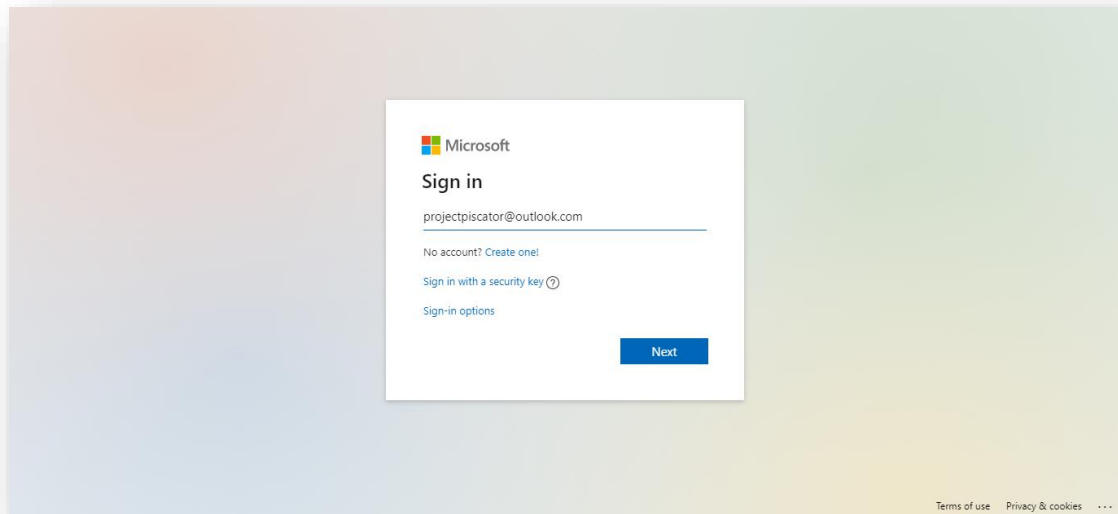 Microsoft
Sign in
projectpiscator@outlook.com
No account? Create one!
Sign in with a security key
Sign-in options
Next
Terms of use Privacy & cookies ...